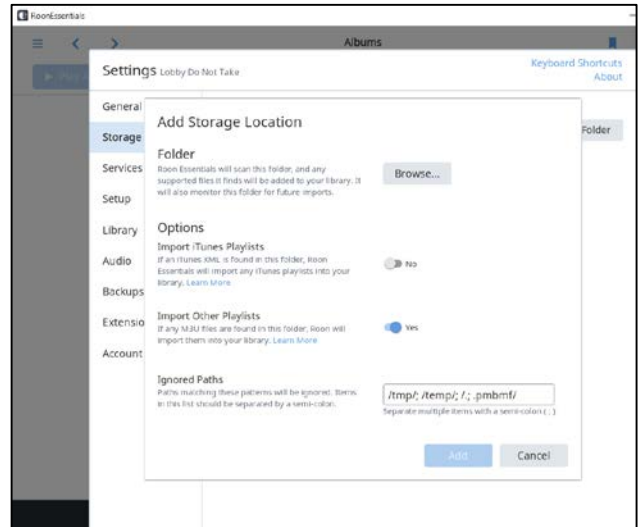 RoonEssentials
Albums
Settings Lobby Do Not Take
Keyboard Shortcuts
About
General
Storage
Services
Setup
Library
Audio
Backups
Extensio
Account
Folder
Add Storage Location
Folder
Roon Essentials will scan this folder, and any
supported files it finds will be added to your library. It
will also monitor this folder for future imports.
Browse...
Options
Import iTunes Playlists
If an iTunes XML is found in this folder, Roon
Essentials will import any iTunes playlists into your
library. Learn More
No
Import Other Playlists
If any M3U files are found in this folder, Roon will
import them into your library. Learn More
Yes
Ignored Paths
Paths matching these patterns will be ignored. Items
in this list should be separated by a semi-colon.
/tmp/; /temp/; /.; .pmbmf/
Separate multiple items with a semi-colon ( ; )
Add
Cancel